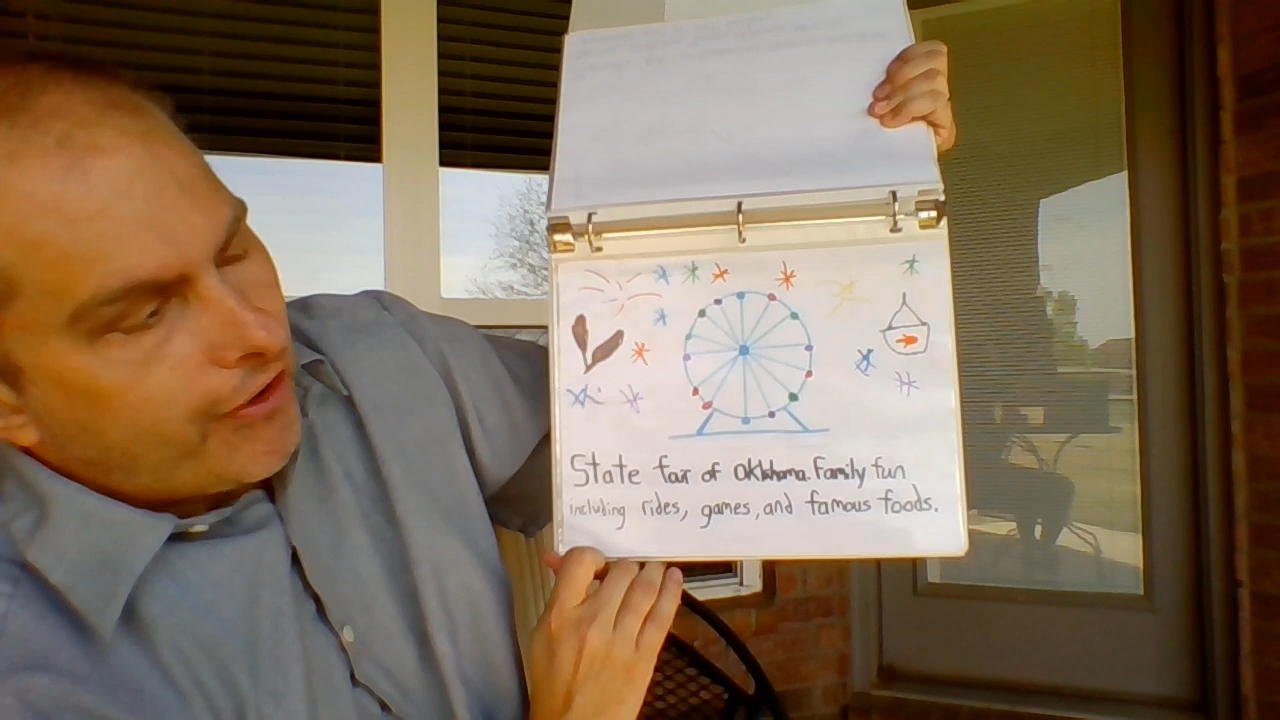 State fair of Oklahoma. Family fun
including rides, games, and famous foods.